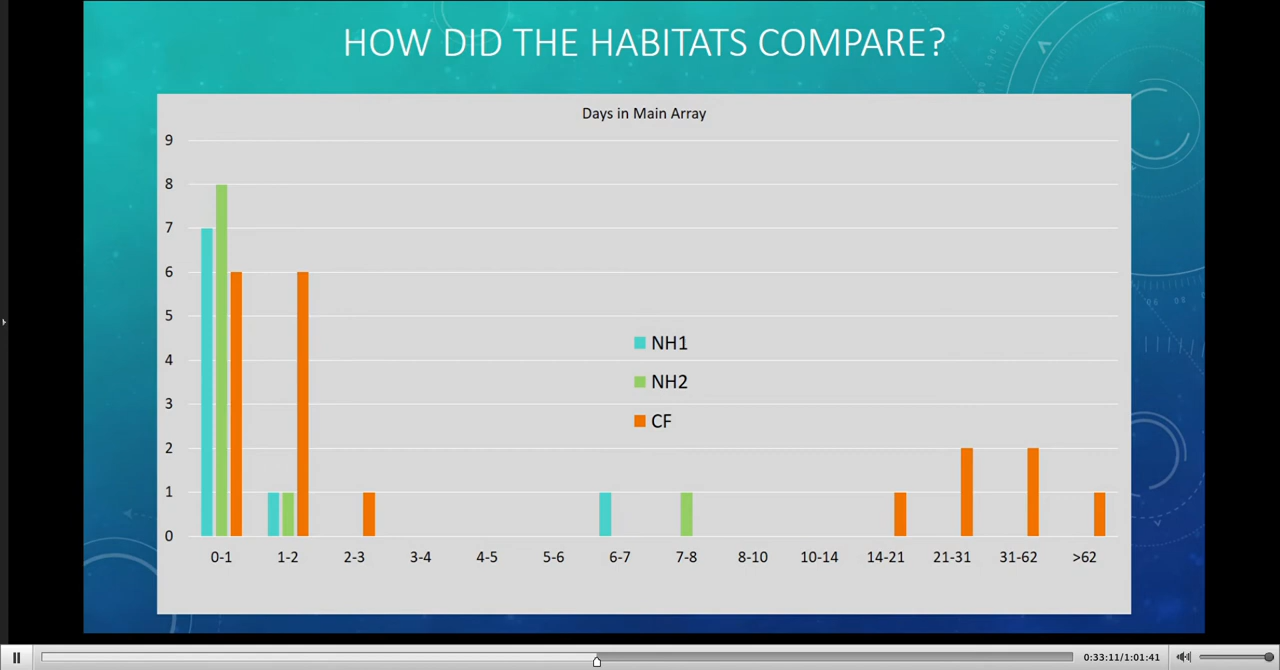 HOW DID THE HABITATS COMPARE?
Days in Main Array
9
8
7
6
5
4
3
2
1
0
NH1
NH2
CF
0-1 1-2 2-3 3-4 4-5 5-6 6-7 7-8 8-10 10-14 14-21 21-31 31-62 >62
0:33:11/1:01:41